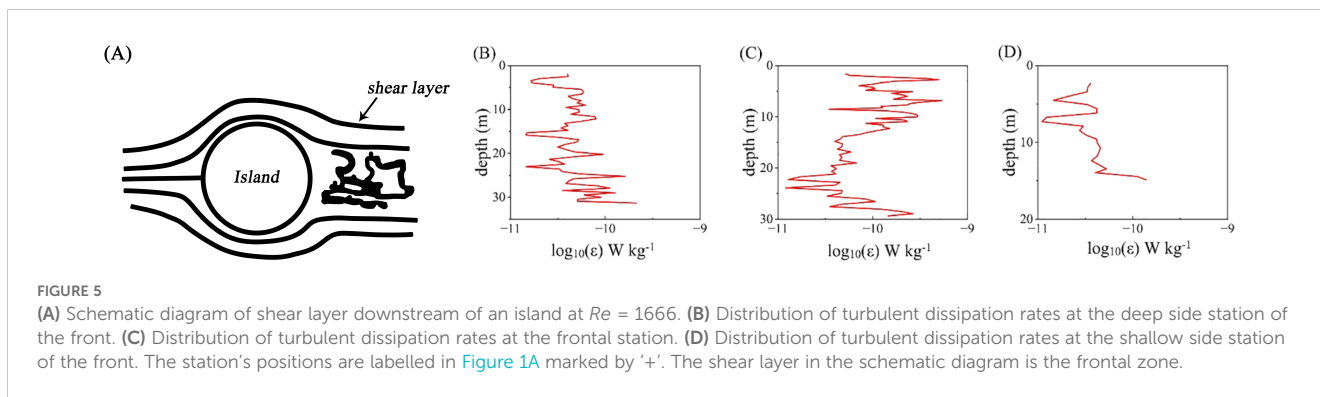 (A)
shear layer
Island
(B)
0
10
20
30
depth (m)
−11
−10
−9
log₁₀(ε) W kg⁻¹
(C)
0
10
20
30
depth (m)
−11
−10
−9
log₁₀(ε) W kg⁻¹
(D)
0
10
20
depth (m)
−11
−10
−9
log₁₀(ε) W kg⁻¹
FIGURE 5
(A) Schematic diagram of shear layer downstream of an island at Re = 1666. (B) Distribution of turbulent dissipation rates at the deep side station of
the front. (C) Distribution of turbulent dissipation rates at the frontal station. (D) Distribution of turbulent dissipation rates at the shallow side station
of the front. The station's positions are labelled in Figure 1A marked by '+'. The shear layer in the schematic diagram is the frontal zone.